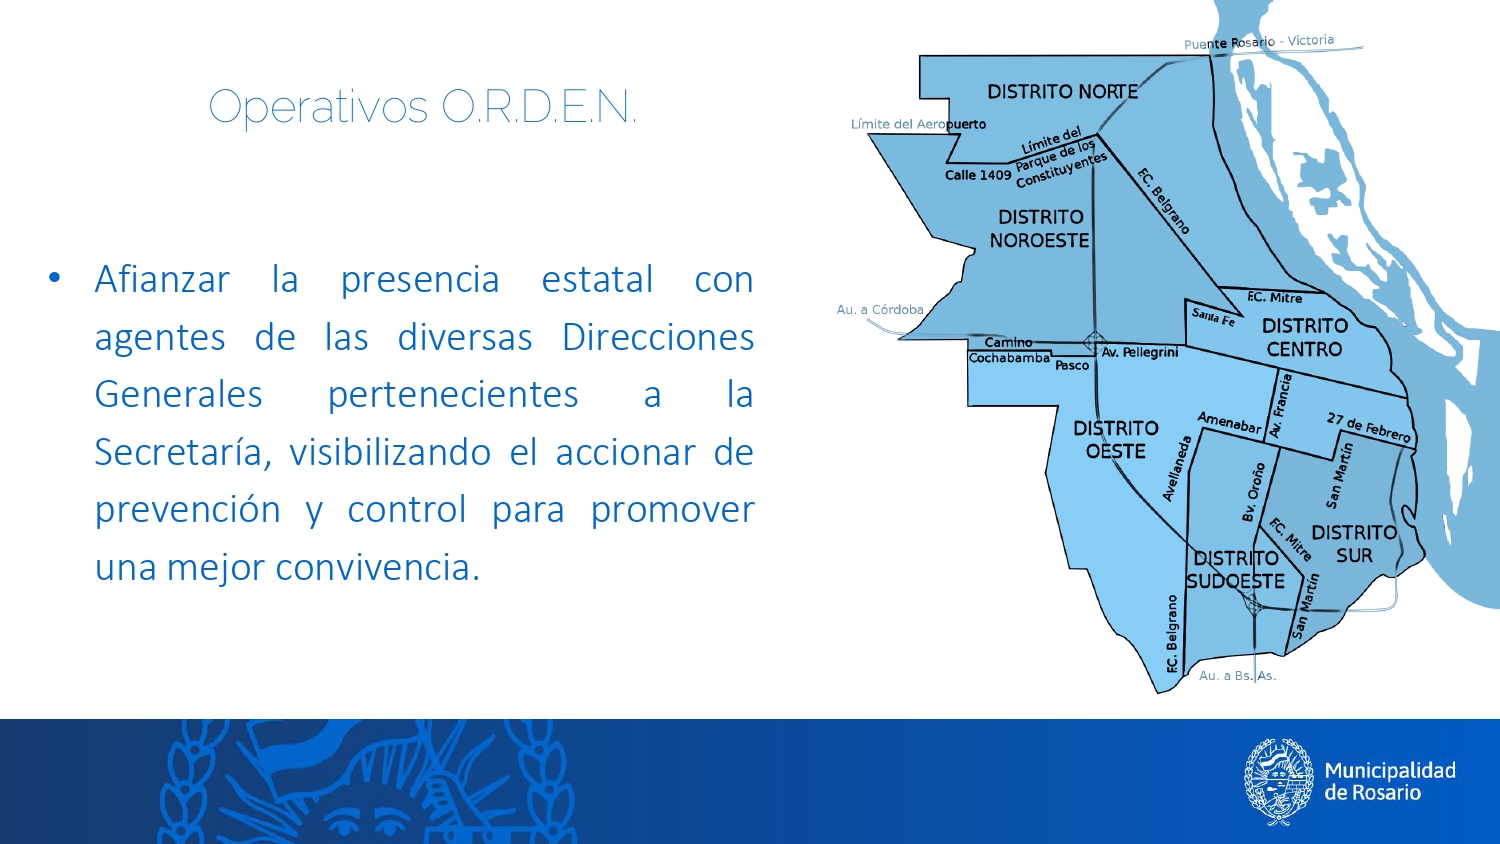 Operativos O.R.D.E.N.
• Afianzar la presencia estatal con
agentes de las diversas Direcciones
Generales pertenecientes a la
Secretaría, visibilizando el accionar de
prevención y control para promover
una mejor convivencia.
Puente Rosario - Victoria
DISTRITO NORTE
Límite del Aeropuerto
Límite del
Parque de los
Constituyentes
Calle 1409
F.C. Belgrano
DISTRITO
NOROESTE
F.C. Mitre
Au. a Córdoba
Santa Fe
DISTRITO
CENTRO
Camino
Cochabamba
Pasco
Av. Pellegrini
Av. Francia
Amenabar
27 de Febrero
DISTRITO
OESTE
Avellaneda
Bv. Oroño
San Martín
F.C. Mitre
DISTRITO
SUR
DISTRITO
SUDOESTE
San Martín
F.C. Belgrano
Au. a Bs. As.
Municipalidad
de Rosario